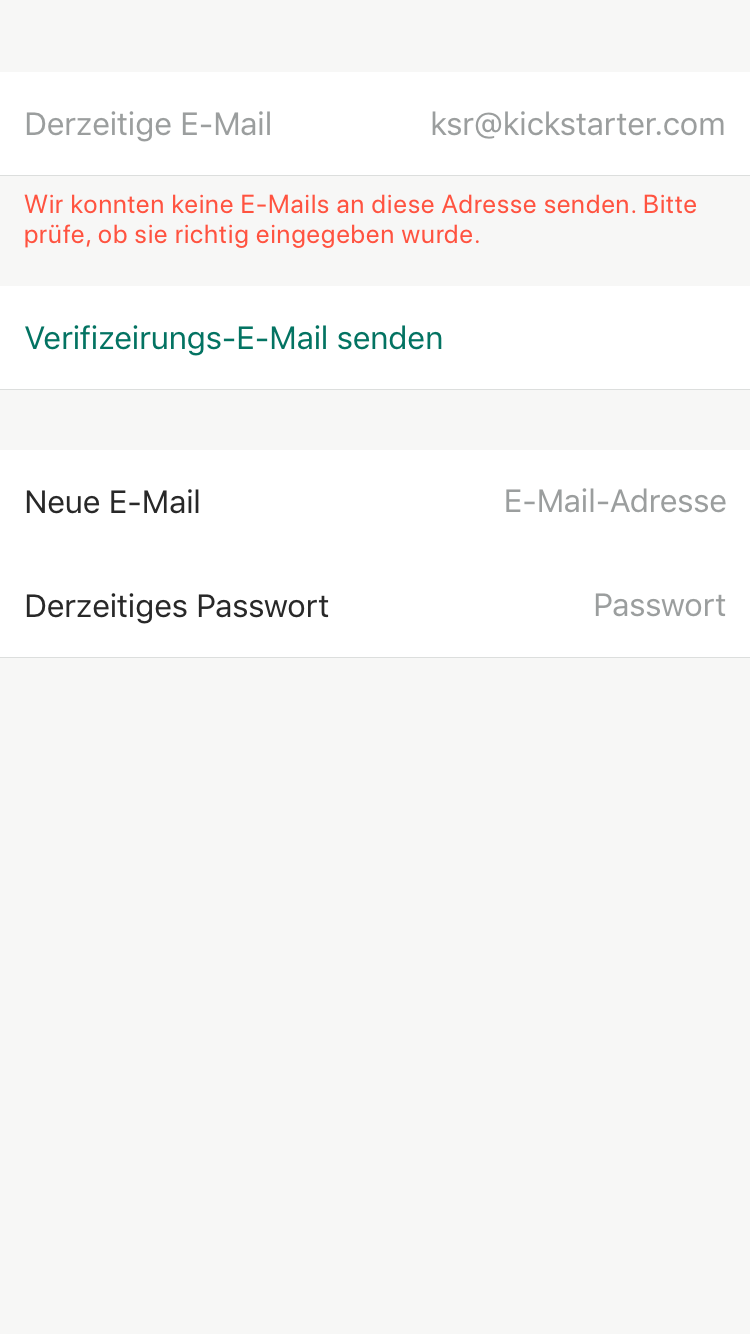 Derzeitige E-Mail ksr@kickstarter.com
Wir konnten keine E-Mails an diese Adresse senden. Bitte
prüfe, ob sie richtig eingegeben wurde.
Verifizeirungs-E-Mail senden
Neue E-Mail E-Mail-Adresse
Derzeitiges Passwort Passwort